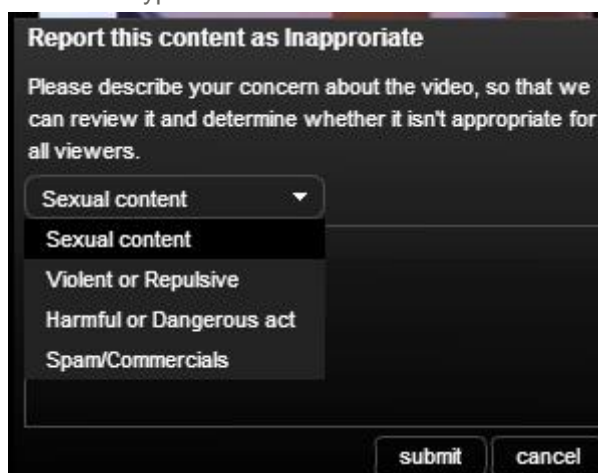 Report this content as Inapproriate
Please describe your concern about the video, so that we
can review it and determine whether it isn't appropriate for
all viewers.
Sexual content
Sexual content
Violent or Repulsive
Harmful or Dangerous act
Spam/Commercials
submit
cancel